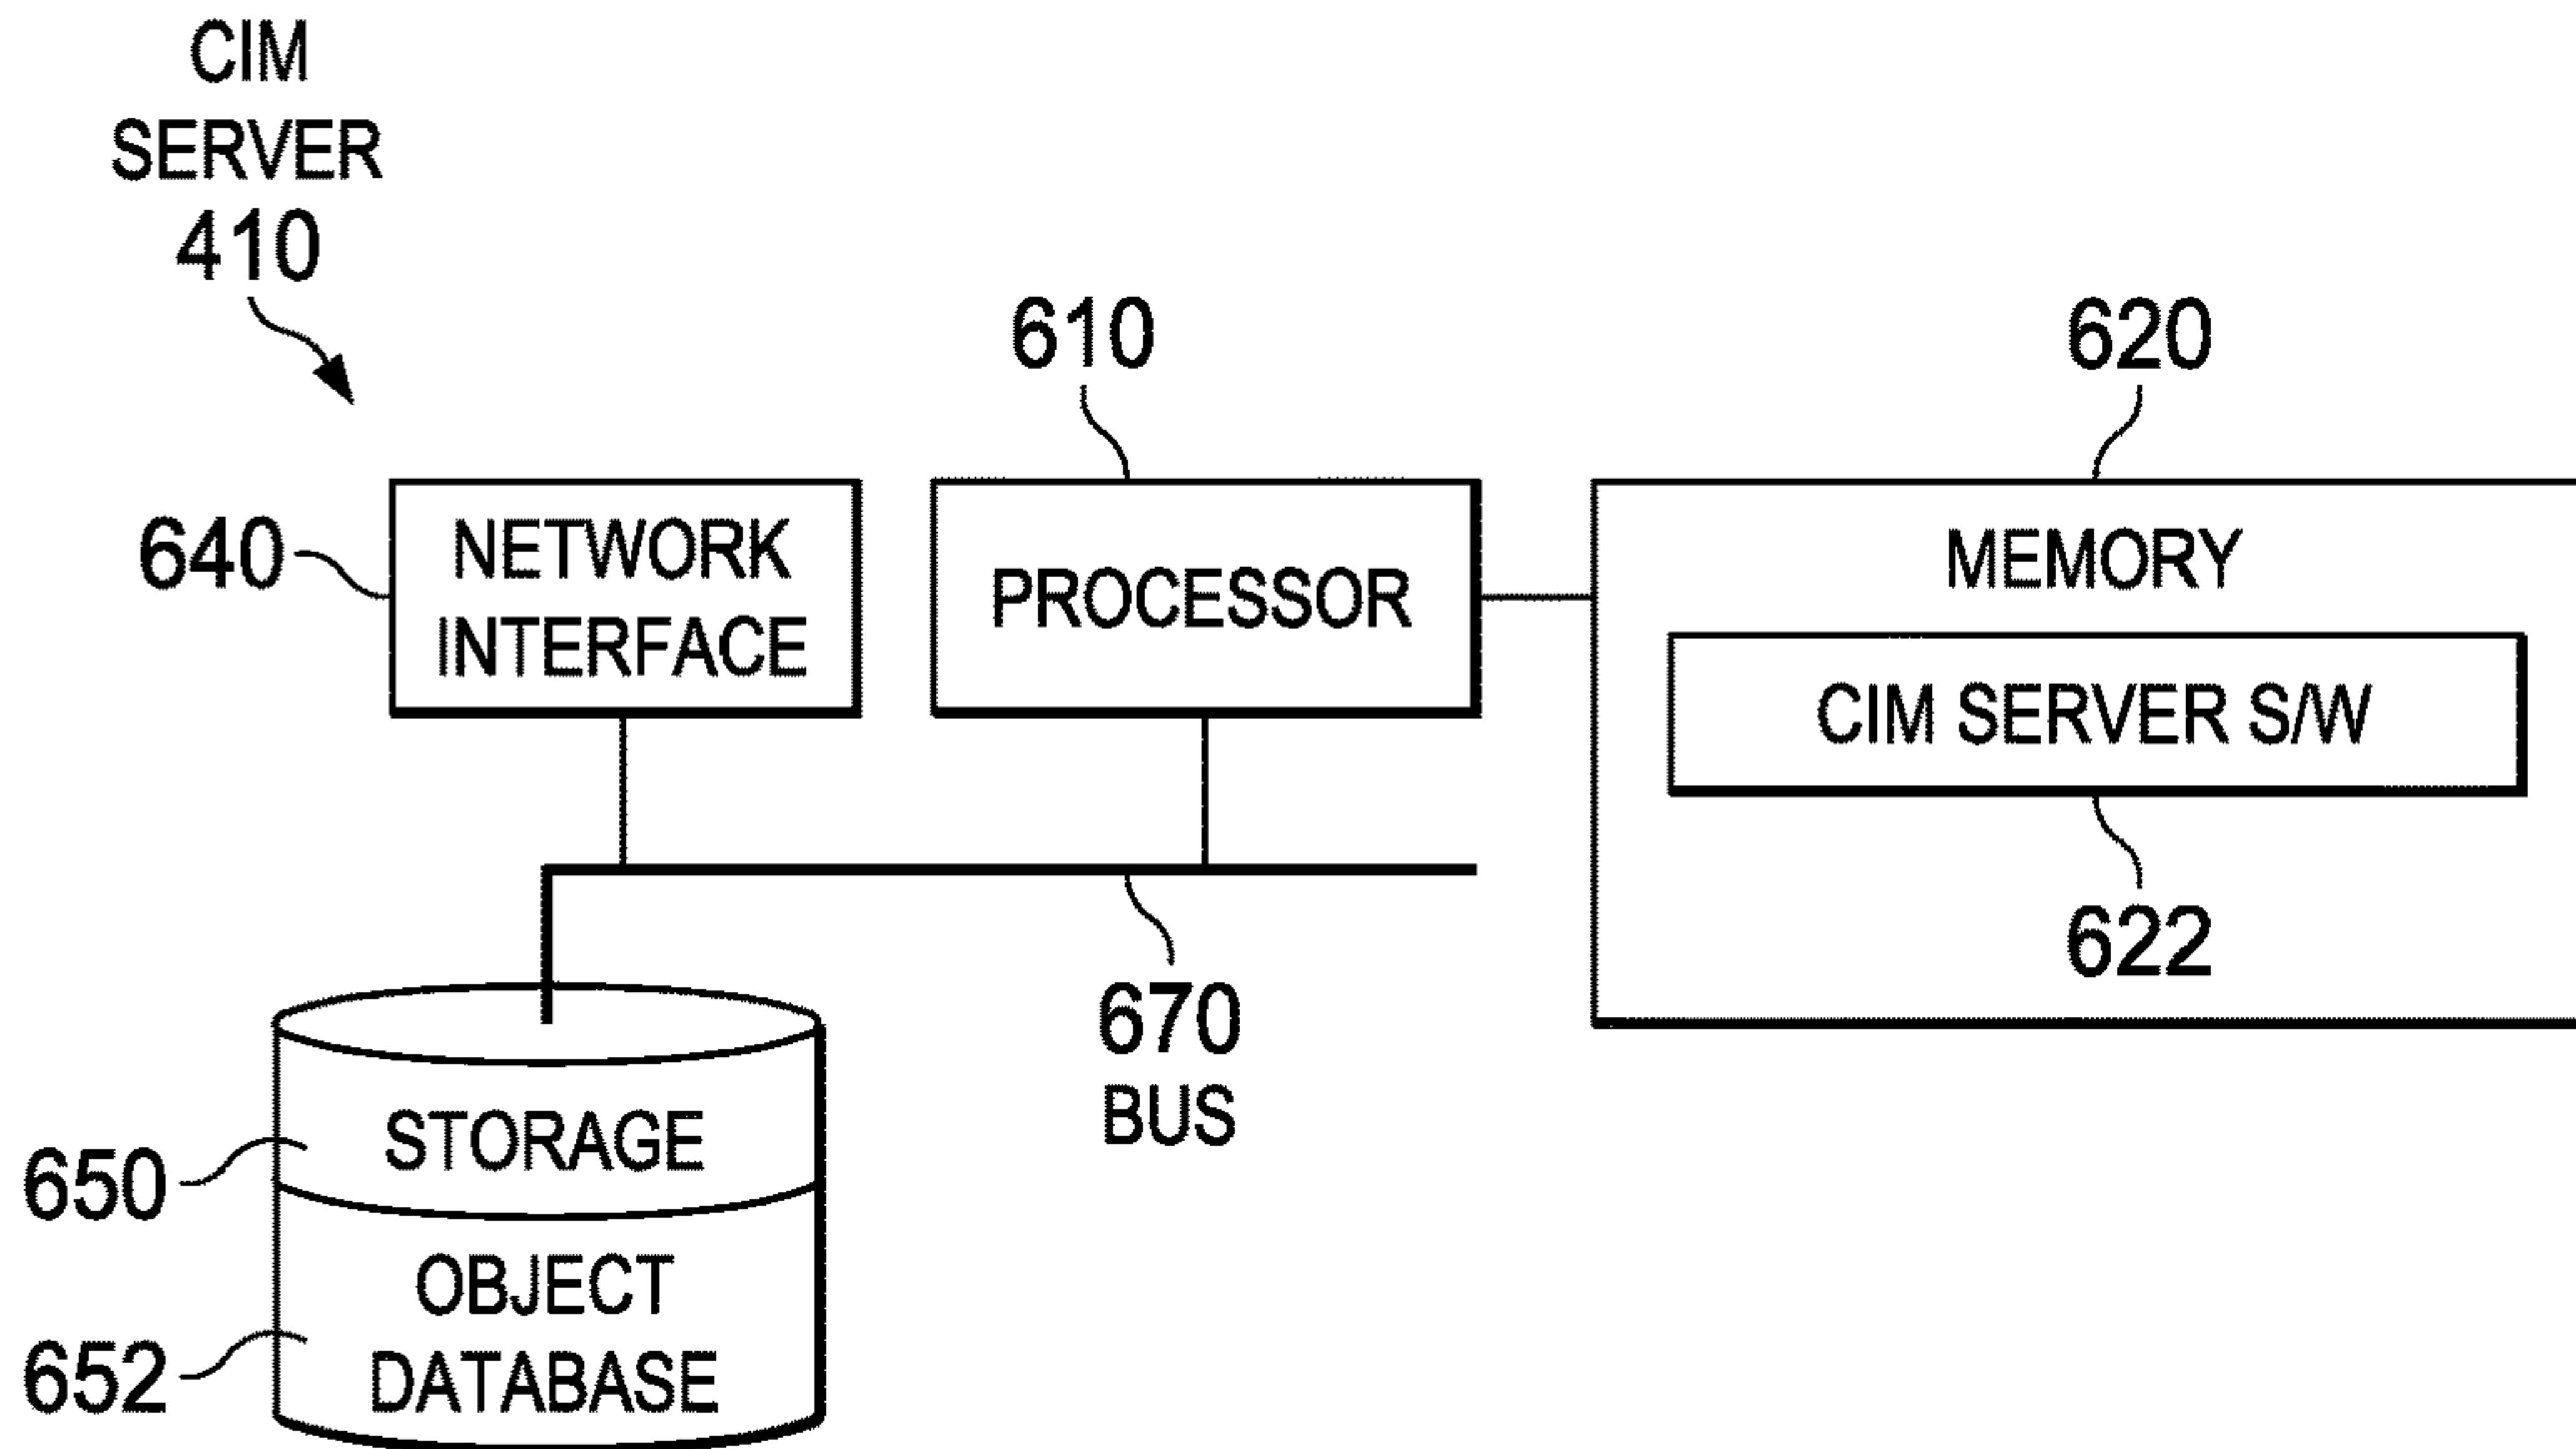 CIM
SERVER
410
610
620
640
NETWORK
INTERFACE
PROCESSOR
MEMORY
CIM SERVER S/W
622
670
BUS
650
STORAGE
652
OBJECT
DATABASE